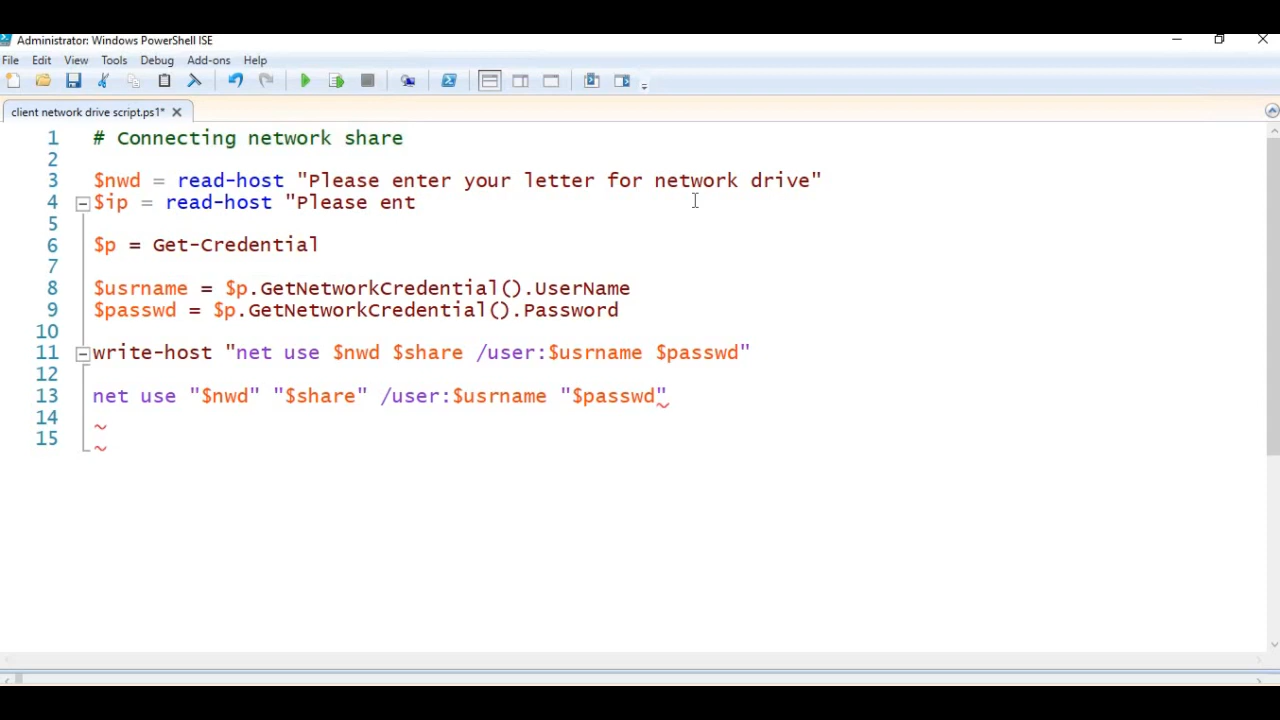 Administrator: Windows PowerShell ISE
File Edit View Tools Debug Add-ons Help
client network drive script.ps1*
1 # Connecting network share
2
3 $nwd = read-host "Please enter your letter for network drive"
4 $ip = read-host "Please ent
5
6 $p = Get-Credential
7
8 $usrname = $p.GetNetworkCredential().UserName
9 $passwd = $p.GetNetworkCredential().Password
10
11 write-host "net use $nwd $share /user:$usrname $passwd"
12
13 net use "$nwd" "$share" /user:$usrname "$passwd"
14
15